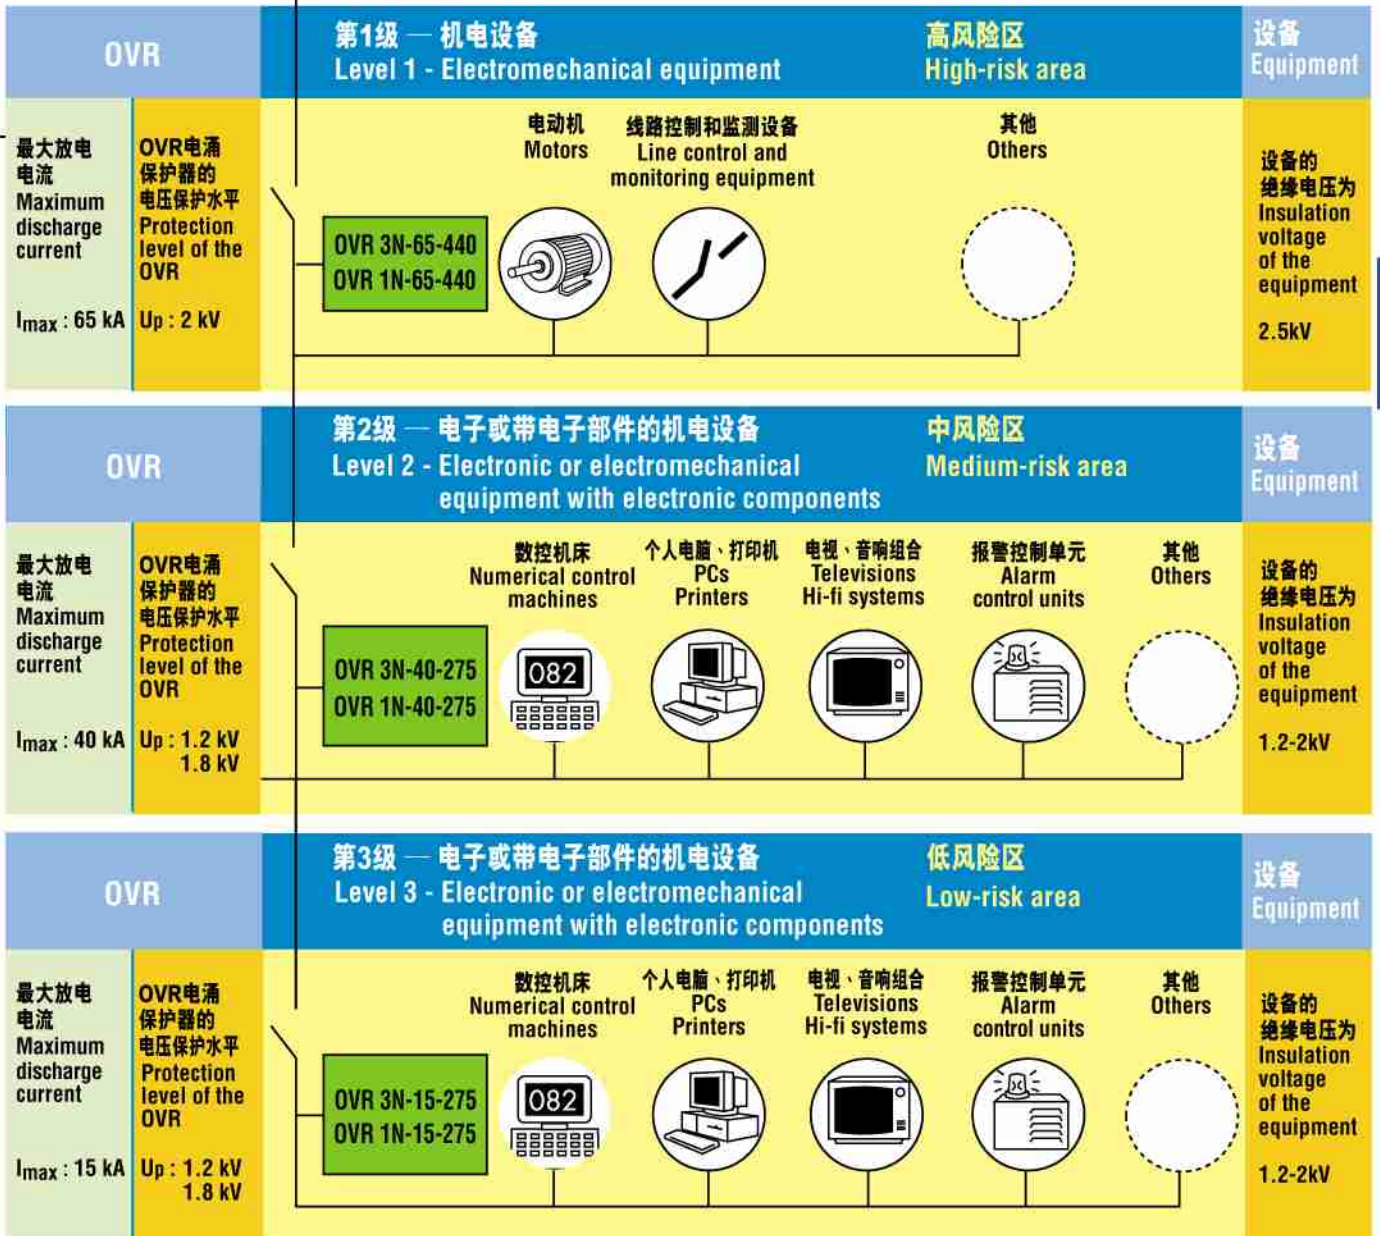 OVR
第1级 — 机电设备
Level 1 - Electromechanical equipment
高风险区
High-risk area
设备
Equipment
最大放电
电流
Maximum
discharge
current
Imax : 65 kA
OVR电涌
保护器的
电压保护水平
Protection
level of the
OVR
Up : 2 kV
OVR 3N-65-440
OVR 1N-65-440
电动机
Motors
线路控制和监测设备
Line control and
monitoring equipment
其他
Others
设备的
绝缘电压为
Insulation
voltage
of the
equipment
2.5kV
OVR
第2级 — 电子或带电子部件的机电设备
Level 2 - Electronic or electromechanical
equipment with electronic components
中风险区
Medium-risk area
设备
Equipment
最大放电
电流
Maximum
discharge
current
Imax : 40 kA
OVR电涌
保护器的
电压保护水平
Protection
level of the
OVR
Up : 1.2 kV
1.8 kV
OVR 3N-40-275
OVR 1N-40-275
数控机床
Numerical control
machines
082
个人电脑、打印机
PCs
Printers
电视、音响组合
Televisions
Hi-fi systems
报警控制单元
Alarm
control units
其他
Others
设备的
绝缘电压为
Insulation
voltage
of the
equipment
1.2-2kV
OVR
第3级 — 电子或带电子部件的机电设备
Level 3 - Electronic or electromechanical
equipment with electronic components
低风险区
Low-risk area
设备
Equipment
最大放电
电流
Maximum
discharge
current
Imax : 15 kA
OVR电涌
保护器的
电压保护水平
Protection
level of the
OVR
Up : 1.2 kV
1.8 kV
OVR 3N-15-275
OVR 1N-15-275
数控机床
Numerical control
machines
082
个人电脑、打印机
PCs
Printers
电视、音响组合
Televisions
Hi-fi systems
报警控制单元
Alarm
control units
其他
Others
设备的
绝缘电压为
Insulation
voltage
of the
equipment
1.2-2kV